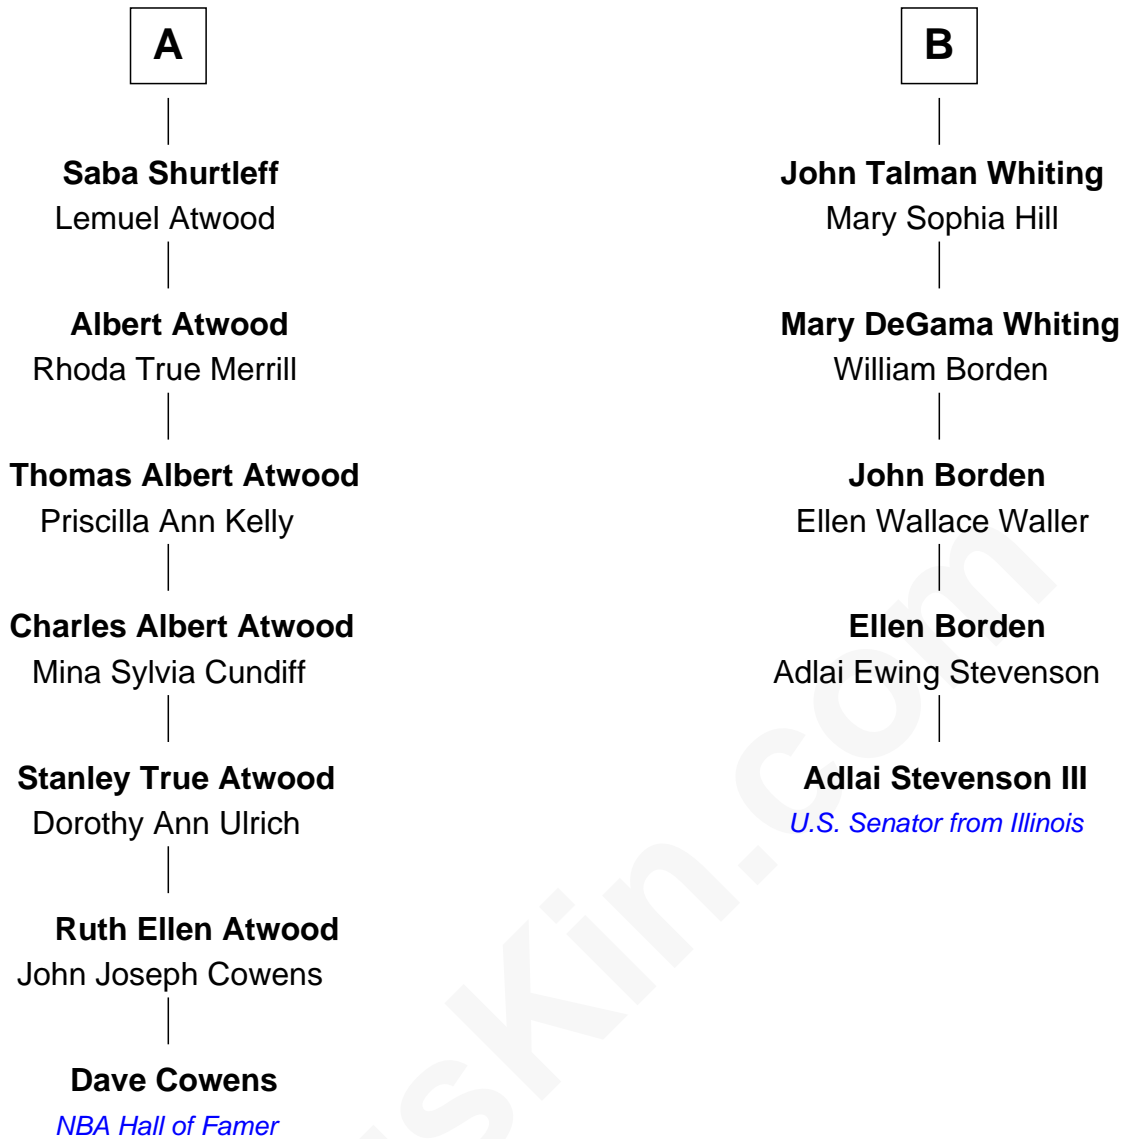 A
Saba Shurtleff
Lemuel Atwood
Albert Atwood
Rhoda True Merrill
Thomas Albert Atwood
Priscilla Ann Kelly
Charles Albert Atwood
Mina Sylvia Cundiff
Stanley True Atwood
Dorothy Ann Ulrich
Ruth Ellen Atwood
John Joseph Cowens
Dave Cowens
NBA Hall of Famer
B
John Talman Whiting
Mary Sophia Hill
Mary DeGama Whiting
William Borden
John Borden
Ellen Wallace Waller
Ellen Borden
Adlai Ewing Stevenson
Adlai Stevenson III
U.S. Senator from Illinois
sKin.com